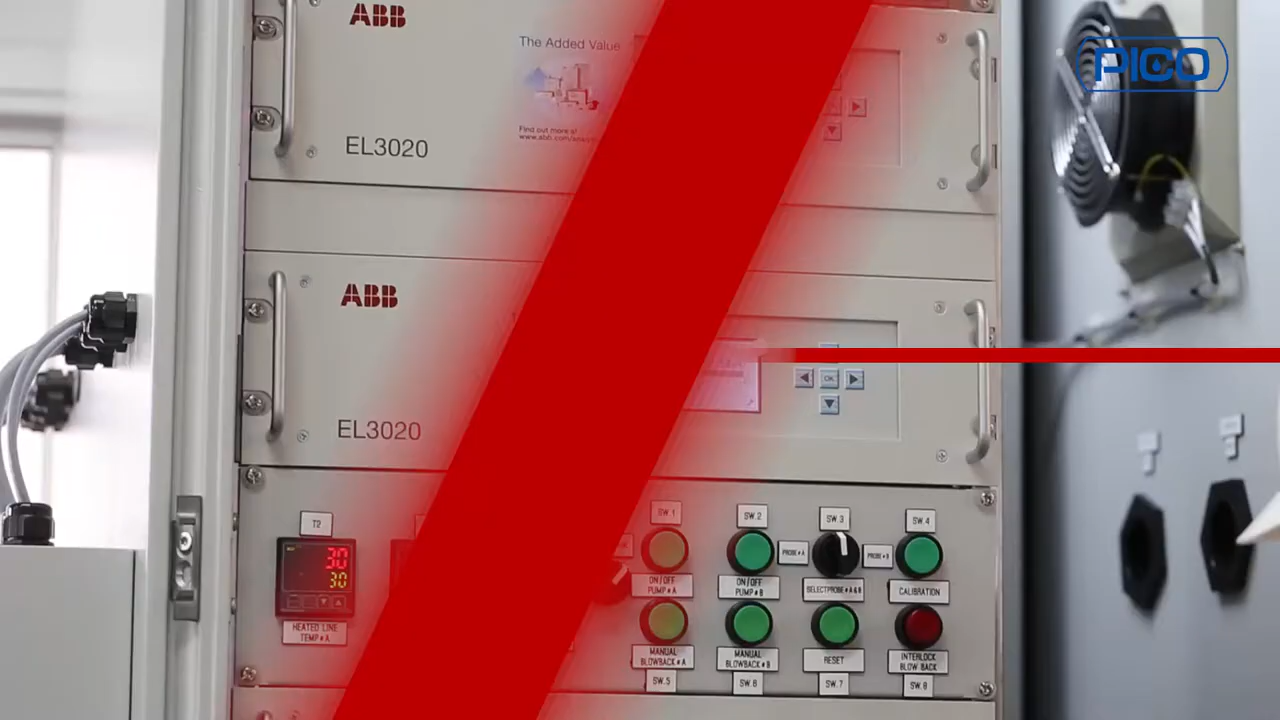 ABB
The Added Value
PICO
Find out more at
EL3020
ABB
OK
EL3020
T2
SW.1
SW.2
SW.3
SW.4
30
30
PROBE#A
PROBE#B
ON/OFF
PUMP#A
ON/OFF
PUMP#B
SELECT PROBE#A&B
CALIBRATION
HEATED LINE
TEMP#A
MANUAL
BLOWBACK#A
MANUAL
BLOWBACK#B
RESET
INTERLOCK
BLOW BACK
SW.5
SW.6
SW.7
SW.8